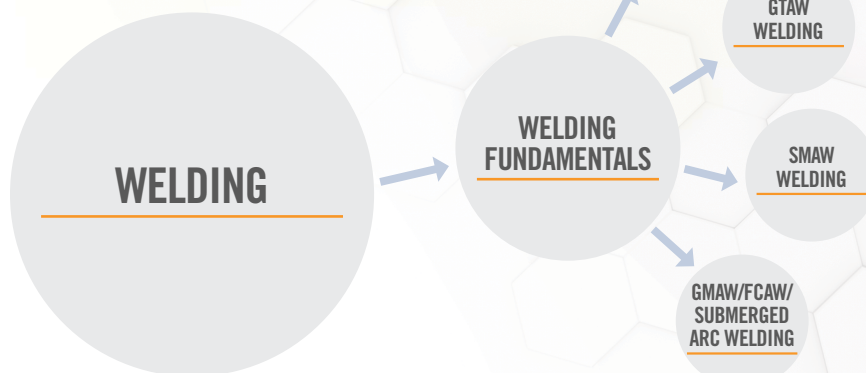 WELDING
WELDING
FUNDAMENTALS
GTAW
WELDING
SMAW
WELDING
GMAW/FCAW/
SUBMERGED
ARC WELDING